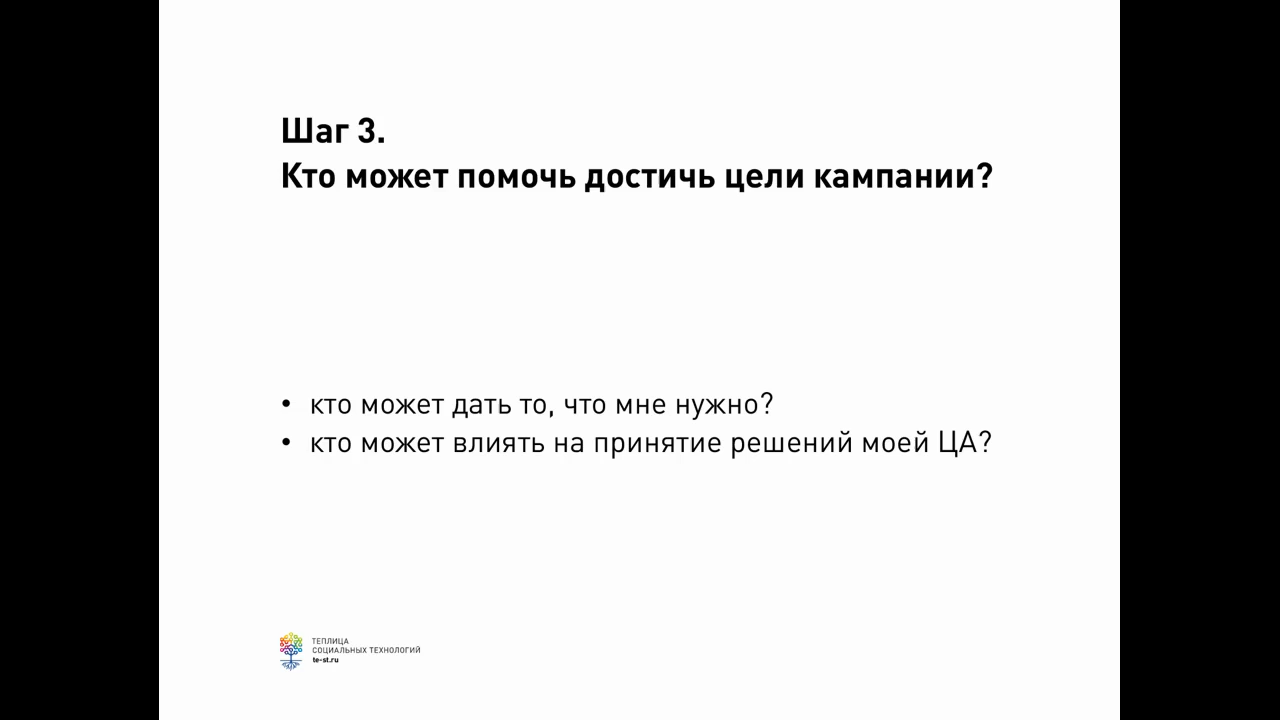 Шаг 3.
Кто может помочь достичь цели кампании?
• кто может дать то, что мне нужно?
• кто может влиять на принятие решений моей ЦА?
ТЕПЛИЦА
СОЦИАЛЬНЫХ ТЕХНОЛОГИЙ
te-st.ru